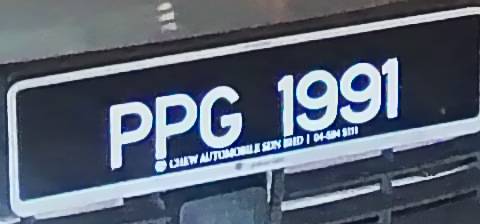 PPG 1991
CHEW AUTOMOBILE SDN BHD | 04-584 5111